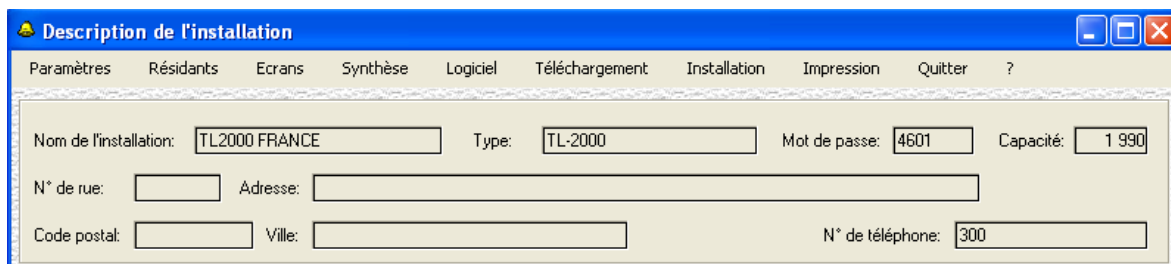 Description de l'installation
Paramètres Résidants Ecrans Synthèse Logiciel Téléchargement Installation Impression Quitter ?
Nom de l'installation: TL2000 FRANCE Type: TL-2000 Mot de passe: 4601 Capacité: 1 990
N° de rue: Adresse:
Code postal: Ville: N° de téléphone: 300